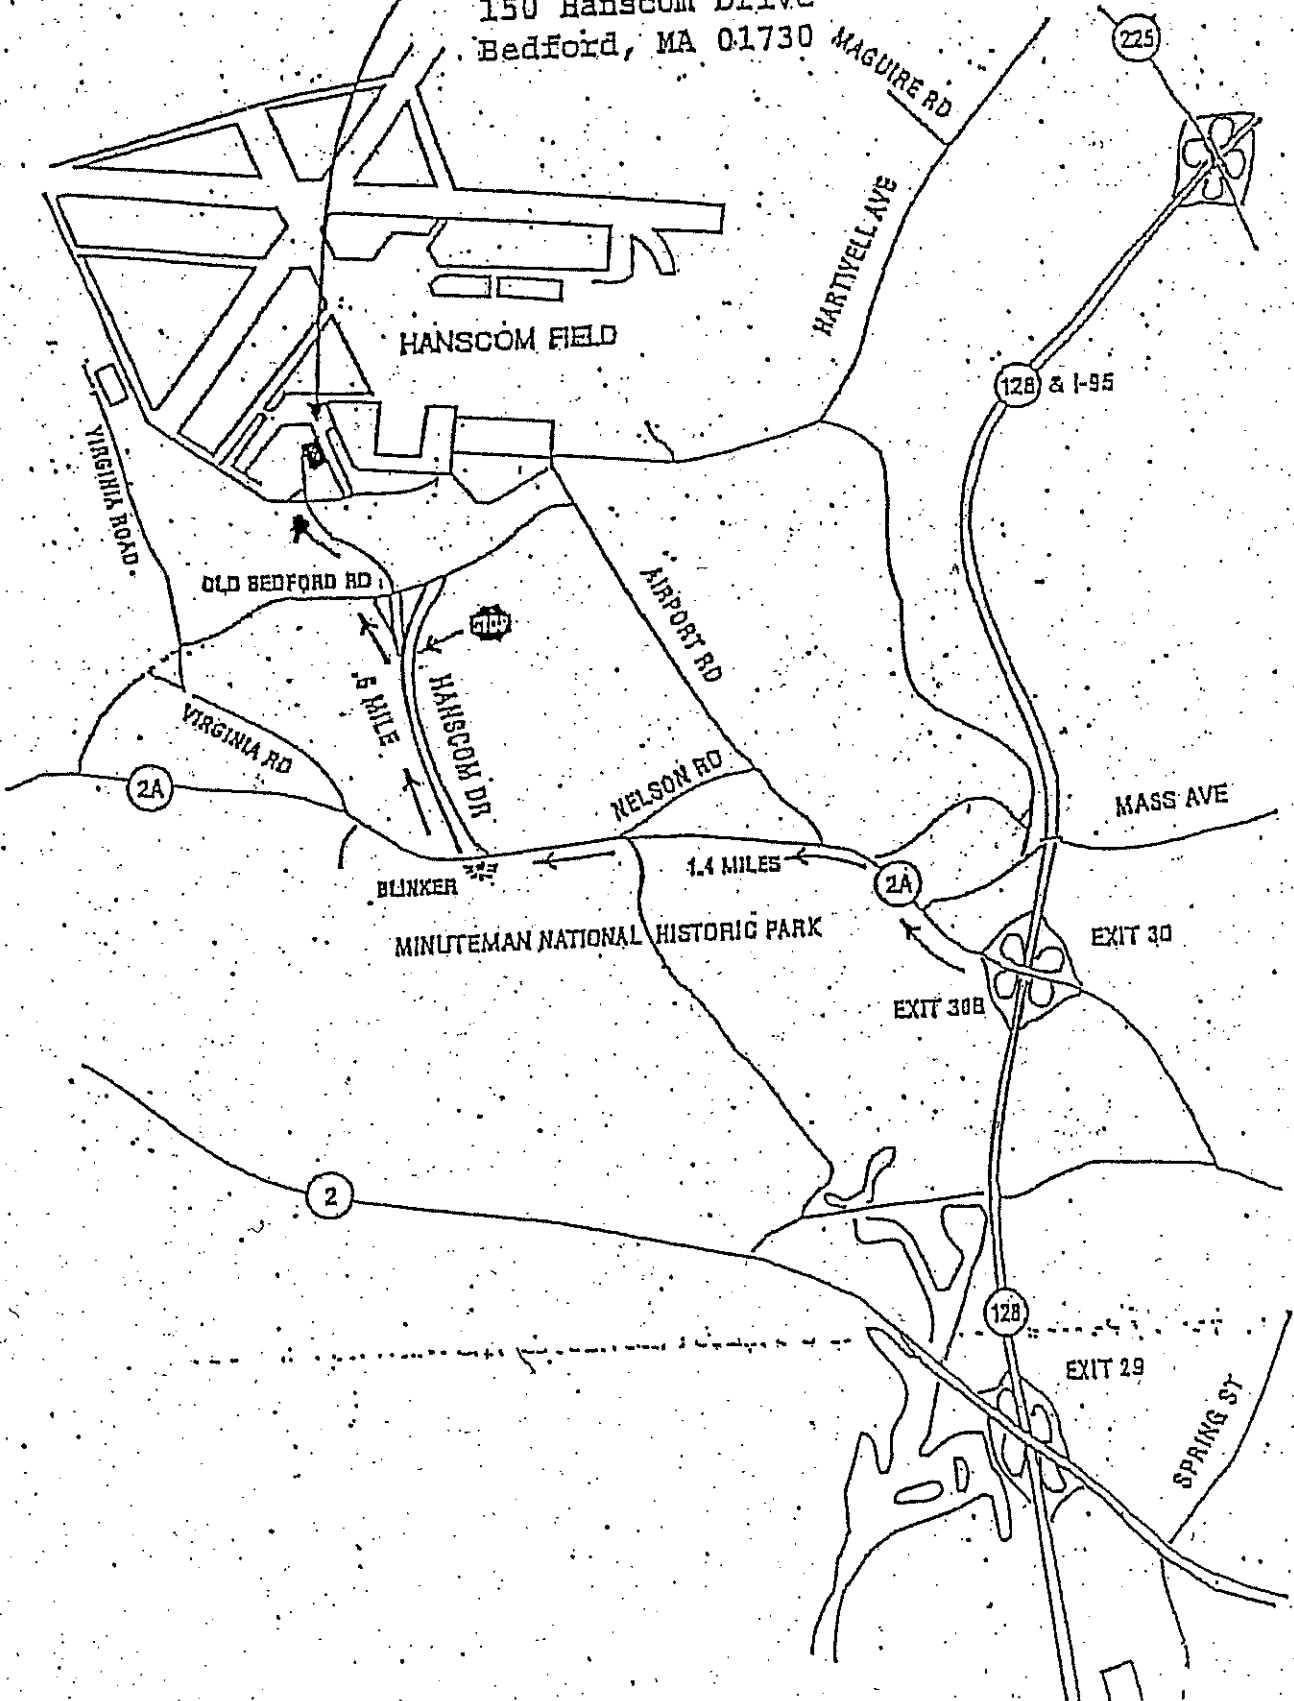 150 Hanscom Drive
Bedford, MA 01730
MAGUIRE RD
225
HARTWELL AVE
HANSCOM FIELD
128 & I-95
VIRGINIA ROAD
OLD BEDFORD RD
STOP
AIRPORT RD
.5 MILE
HANSCOM DR
VIRGINIA RD
2A
NELSON RD
MASS AVE
1.4 MILES
2A
BLINKER
MINUTEMAN NATIONAL HISTORIC PARK
EXIT 30
EXIT 30B
2
128
EXIT 29
SPRING ST